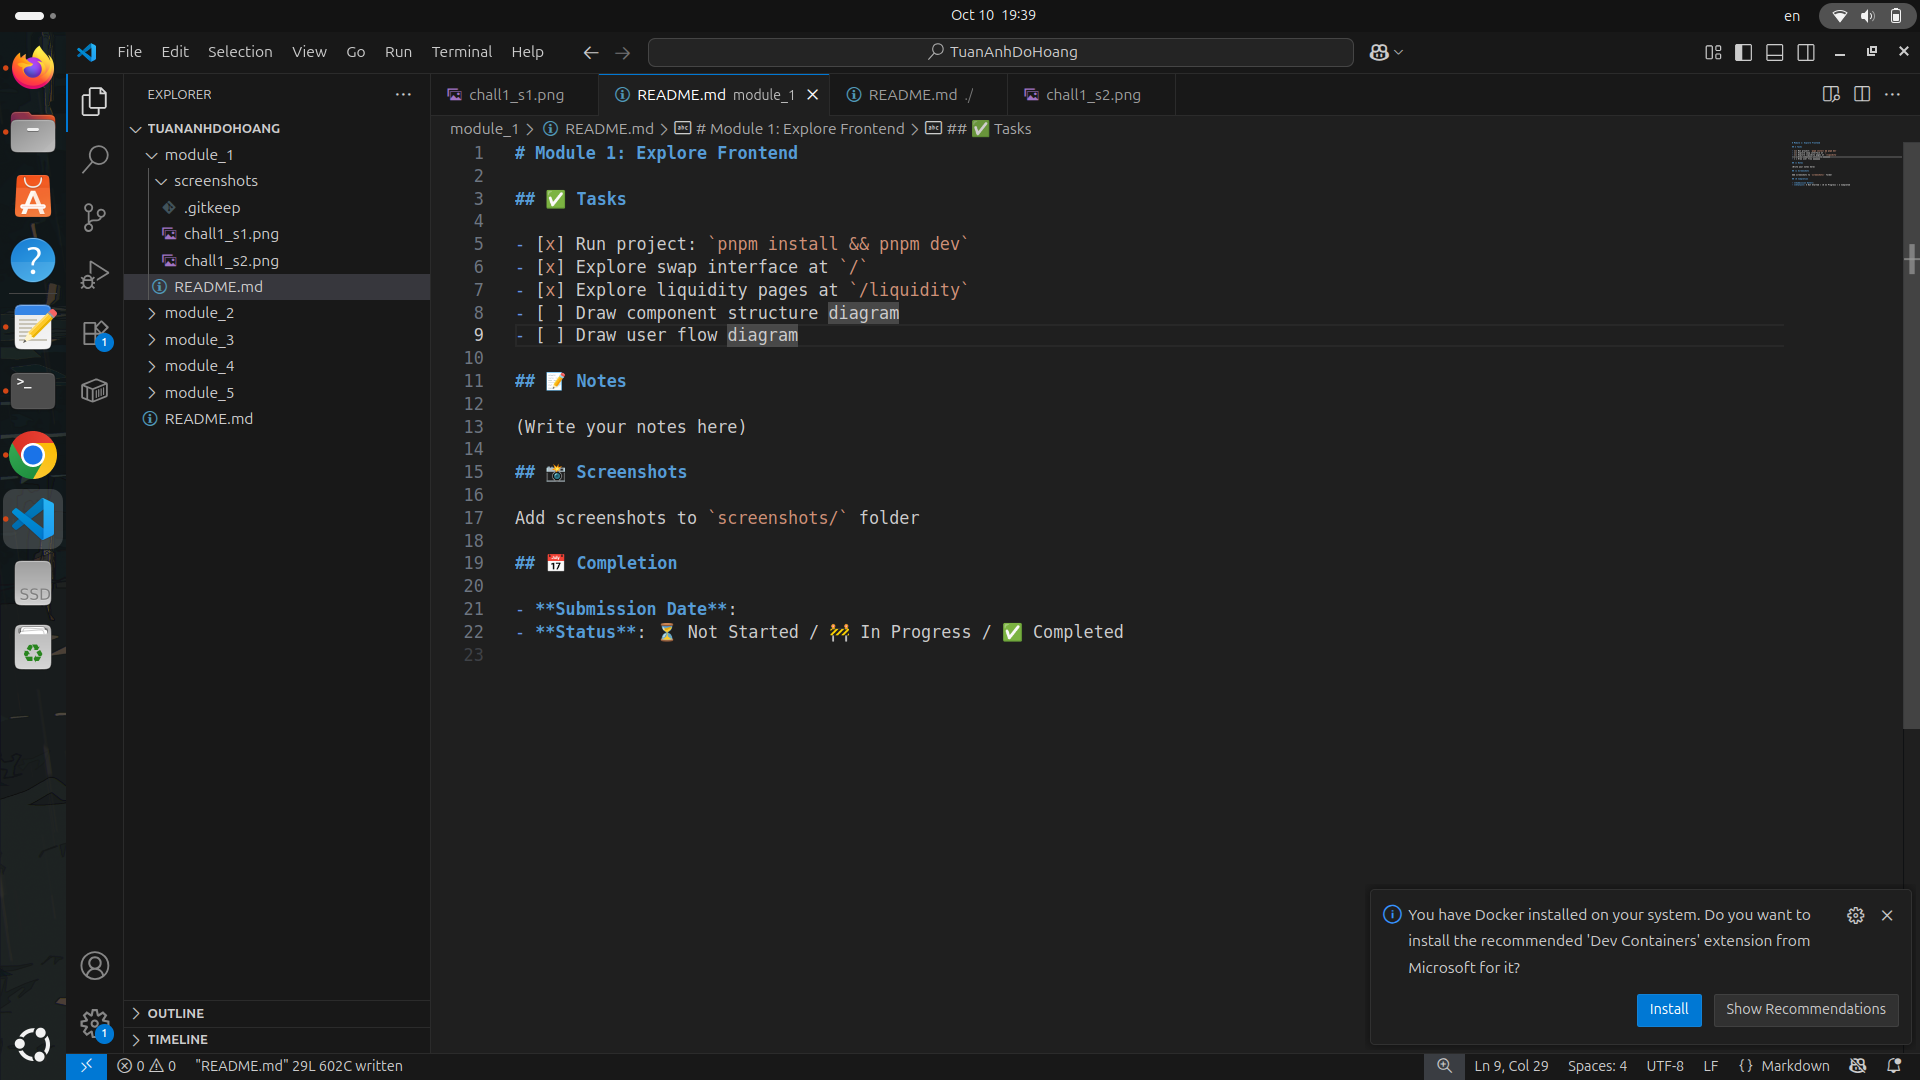 Oct 10 19:39
en
File Edit Selection View Go Run Terminal Help
TuanAnhDoHoang
EXPLORER
TUANANHDOHOANG
module_1
screenshots
.gitkeep
chall1_s1.png
chall1_s2.png
README.md
module_2
module_3
module_4
module_5
README.md
OUTLINE
TIMELINE
chall1_s1.png
README.md module_1
README.md ./
chall1_s2.png
module_1 > README.md > # Module 1: Explore Frontend > ## ✅ Tasks
1 # Module 1: Explore Frontend
2
3 ## ✅ Tasks
4
5 - [x] Run project: `pnpm install && pnpm dev`
6 - [x] Explore swap interface at `/`
7 - [x] Explore liquidity pages at `/liquidity`
8 - [ ] Draw component structure diagram
9 - [ ] Draw user flow diagram
10
11 ## 📝 Notes
12
13 (Write your notes here)
14
15 ## 📸 Screenshots
16
17 Add screenshots to `screenshots/` folder
18
19 ## 📅 Completion
20
21 - **Submission Date**:
22 - **Status**: ⏳ Not Started / 🚧 In Progress / ✅ Completed
23
You have Docker installed on your system. Do you want to
install the recommended 'Dev Containers' extension from
Microsoft for it?
Install
Show Recommendations
SSD
1
1
0 0 "README.md" 29L 602C written
Ln 9, Col 29 Spaces: 4 UTF-8 LF {} Markdown